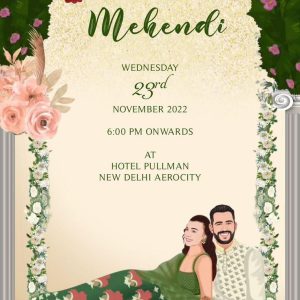 Mehendi
WEDNESDAY
23rd
NOVEMBER 2022
6:00 PM ONWARDS
AT
HOTEL PULLMAN
NEW DELHI AEROCITY